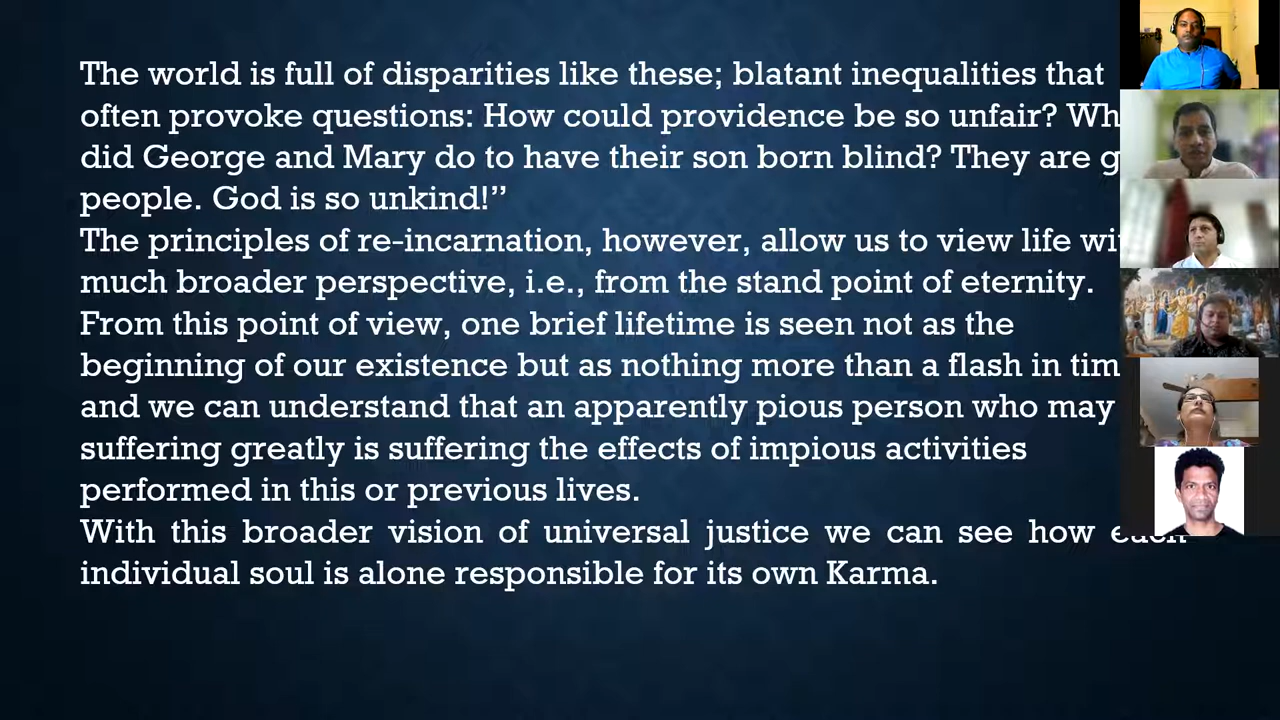 The world is full of disparities like these; blatant inequalities that
often provoke questions: How could providence be so unfair? Wh
did George and Mary do to have their son born blind? They are g
people. God is so unkind!”
The principles of re-incarnation, however, allow us to view life wi
much broader perspective, i.e., from the stand point of eternity.
From this point of view, one brief lifetime is seen not as the
beginning of our existence but as nothing more than a flash in tim
and we can understand that an apparently pious person who may
suffering greatly is suffering the effects of impious activities
performed in this or previous lives.
With this broader vision of universal justice we can see how each
individual soul is alone responsible for its own Karma.